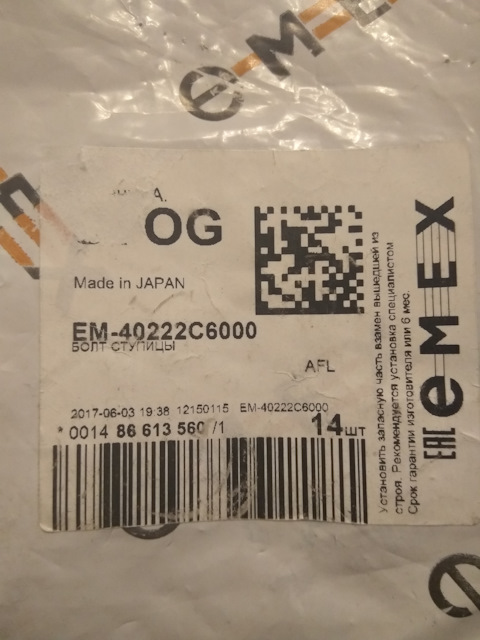 EMEX
A.
OG
Made in JAPAN
EM-40222C6000
БОЛТ СТУПИЦЫ
AFL
2017-06-03 19:38 12150115 EM-40222C6000
* 0014 86 613 560 /1 14шт
Установить запасную часть взамен вышедшей из
строя. Рекомендуется установка специалистом
Срок гарантии изготовителя или 6 мес.
EAC eMEX